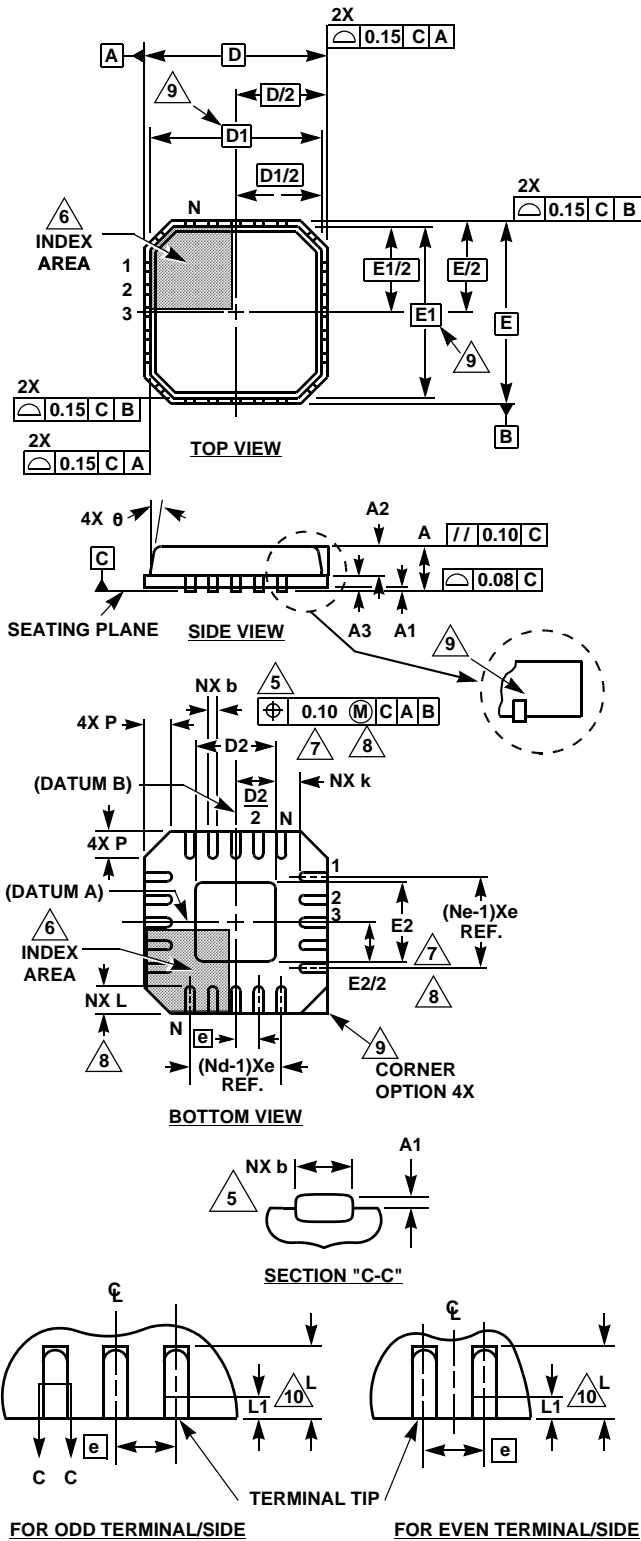 2X
0.15 C A
A
D
D/2
9
D1
D1/2
2X
0.15 C B
6
INDEX
AREA
N
1
2
3
E1/2
E/2
E1
E
9
2X
0.15 C B
2X
0.15 C A
B
TOP VIEW
4X θ
A2
A
// 0.10 C
C
0.08 C
SEATING PLANE
SIDE VIEW
A3
A1
9
NX b
5
0.10 M C A B
4X P
D2
7
8
(DATUM B)
D2
2
N
NX k
4X P
1
2
3
(DATUM A)
(Ne-1)Xe
REF.
6
INDEX
AREA
E2
7
E2/2
8
NX L
8
N
e
(Nd-1)Xe
REF.
9
CORNER
OPTION 4X
BOTTOM VIEW
NX b
A1
5
SECTION "C-C"
CL
CL
L
10
L1
L
10
L1
e
e
C C
TERMINAL TIP
FOR ODD TERMINAL/SIDE
FOR EVEN TERMINAL/SIDE